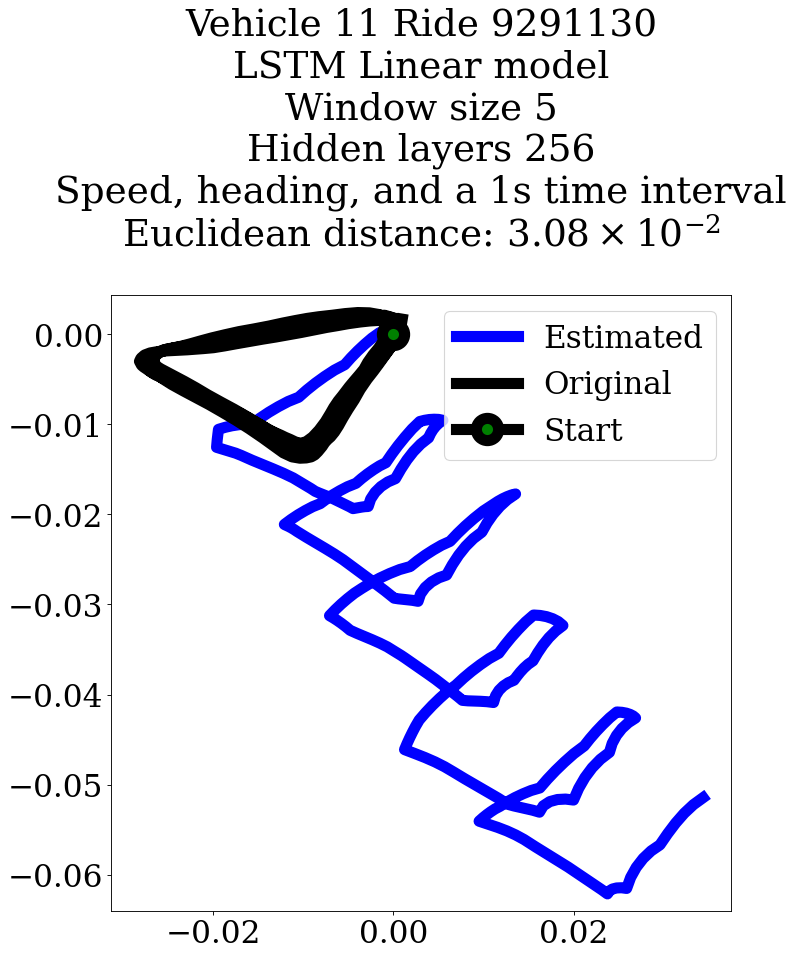 Vehicle 11 Ride 9291130
LSTM Linear model
Window size 5
Hidden layers 256
Speed, heading, and a 1s time interval
Euclidean distance: 3.08 × 10⁻²
Estimated
Original
Start
0.00
−0.01
−0.02
−0.03
−0.04
−0.05
−0.06
−0.02 0.00 0.02